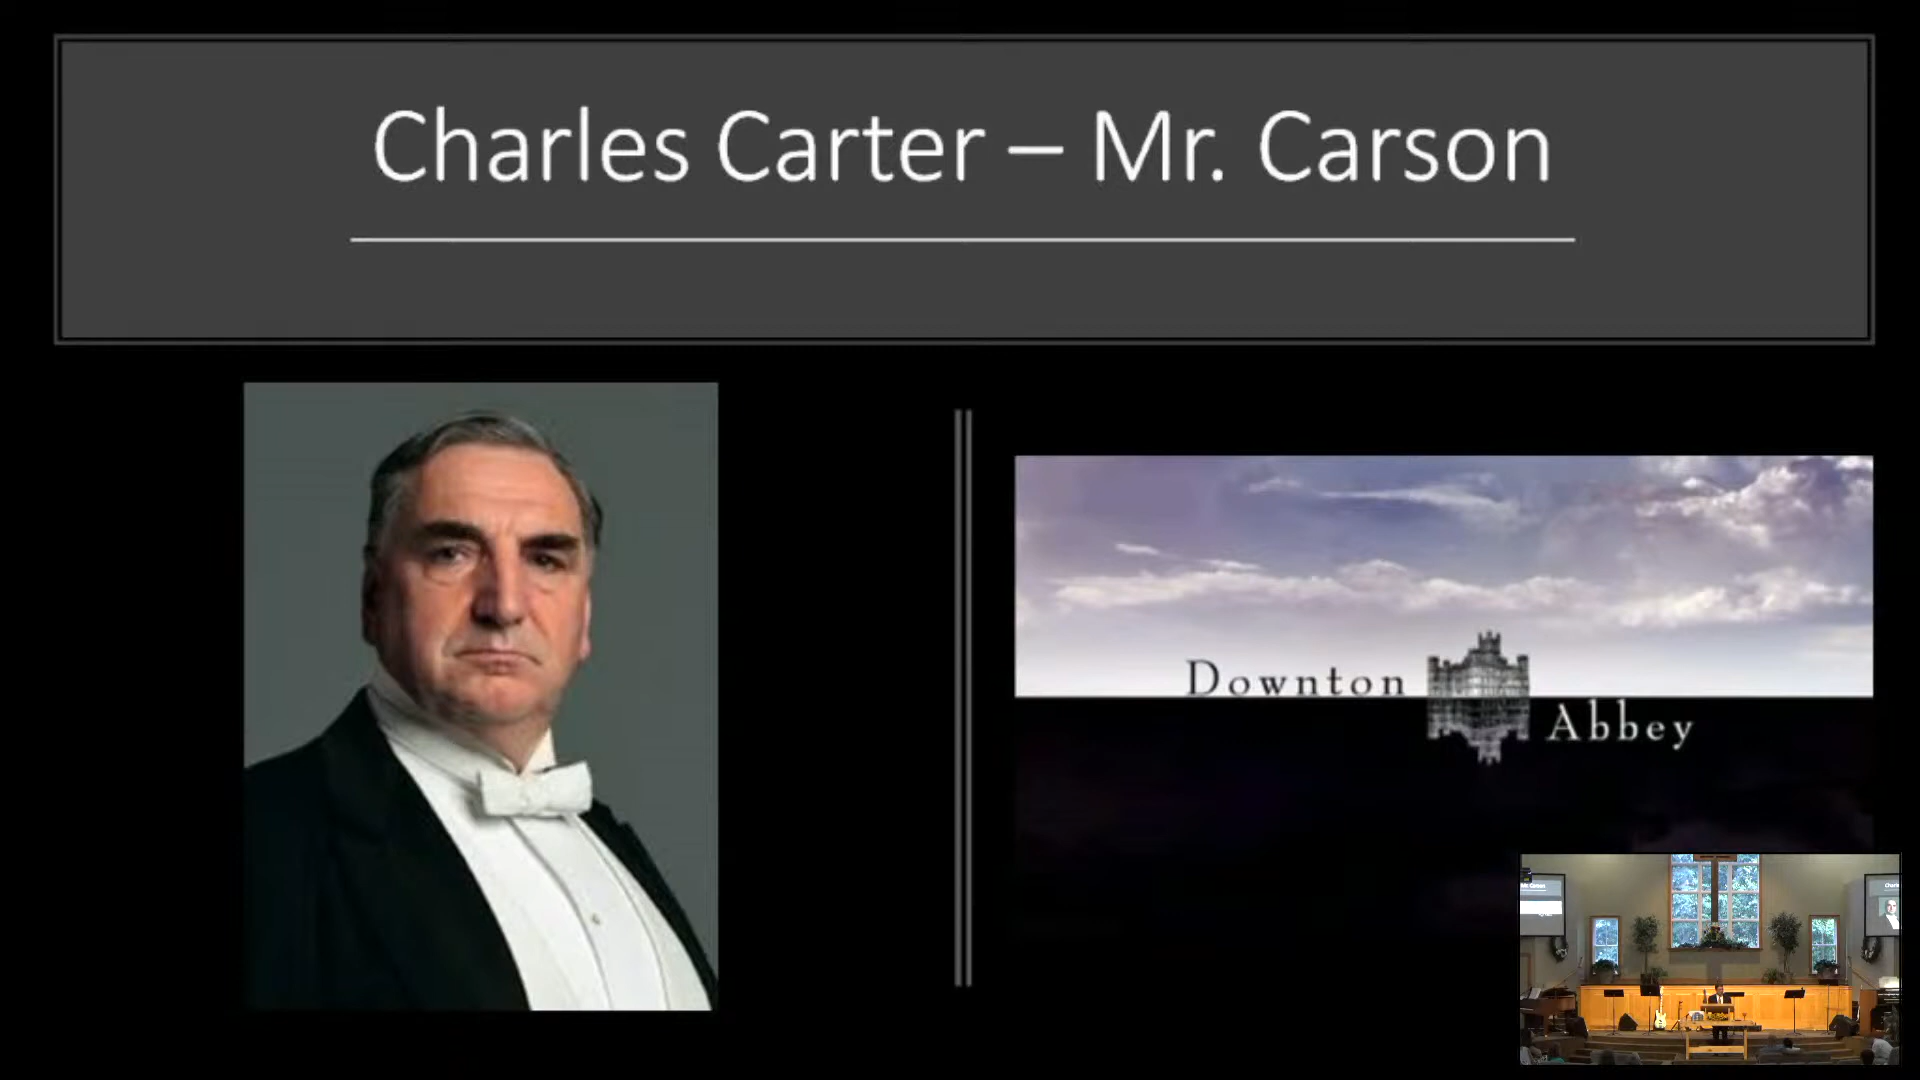 Charles Carter – Mr. Carson
Downton
Abbey